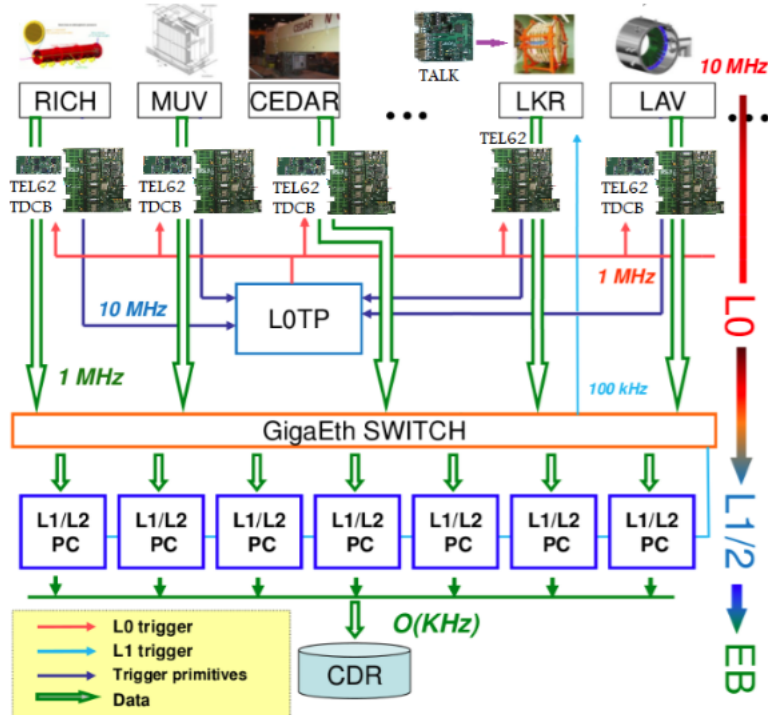 TALK
10 MHz
RICH
MUV
CEDAR
• • •
LKR
LAV
• • • •
TEL62
TDCB
TEL62
TDCB
TEL62
TEL62
TDCB
1 MHz
10 MHz
L0TP
L0
1 MHz
100 kHz
GigaEth SWITCH
L1/L2
PC
L1/L2
PC
L1/L2
PC
L1/L2
PC
L1/L2
PC
L1/L2
PC
L1/L2
PC
L1/2
O(KHz)
L0 trigger
L1 trigger
Trigger primitives
Data
CDR
EB